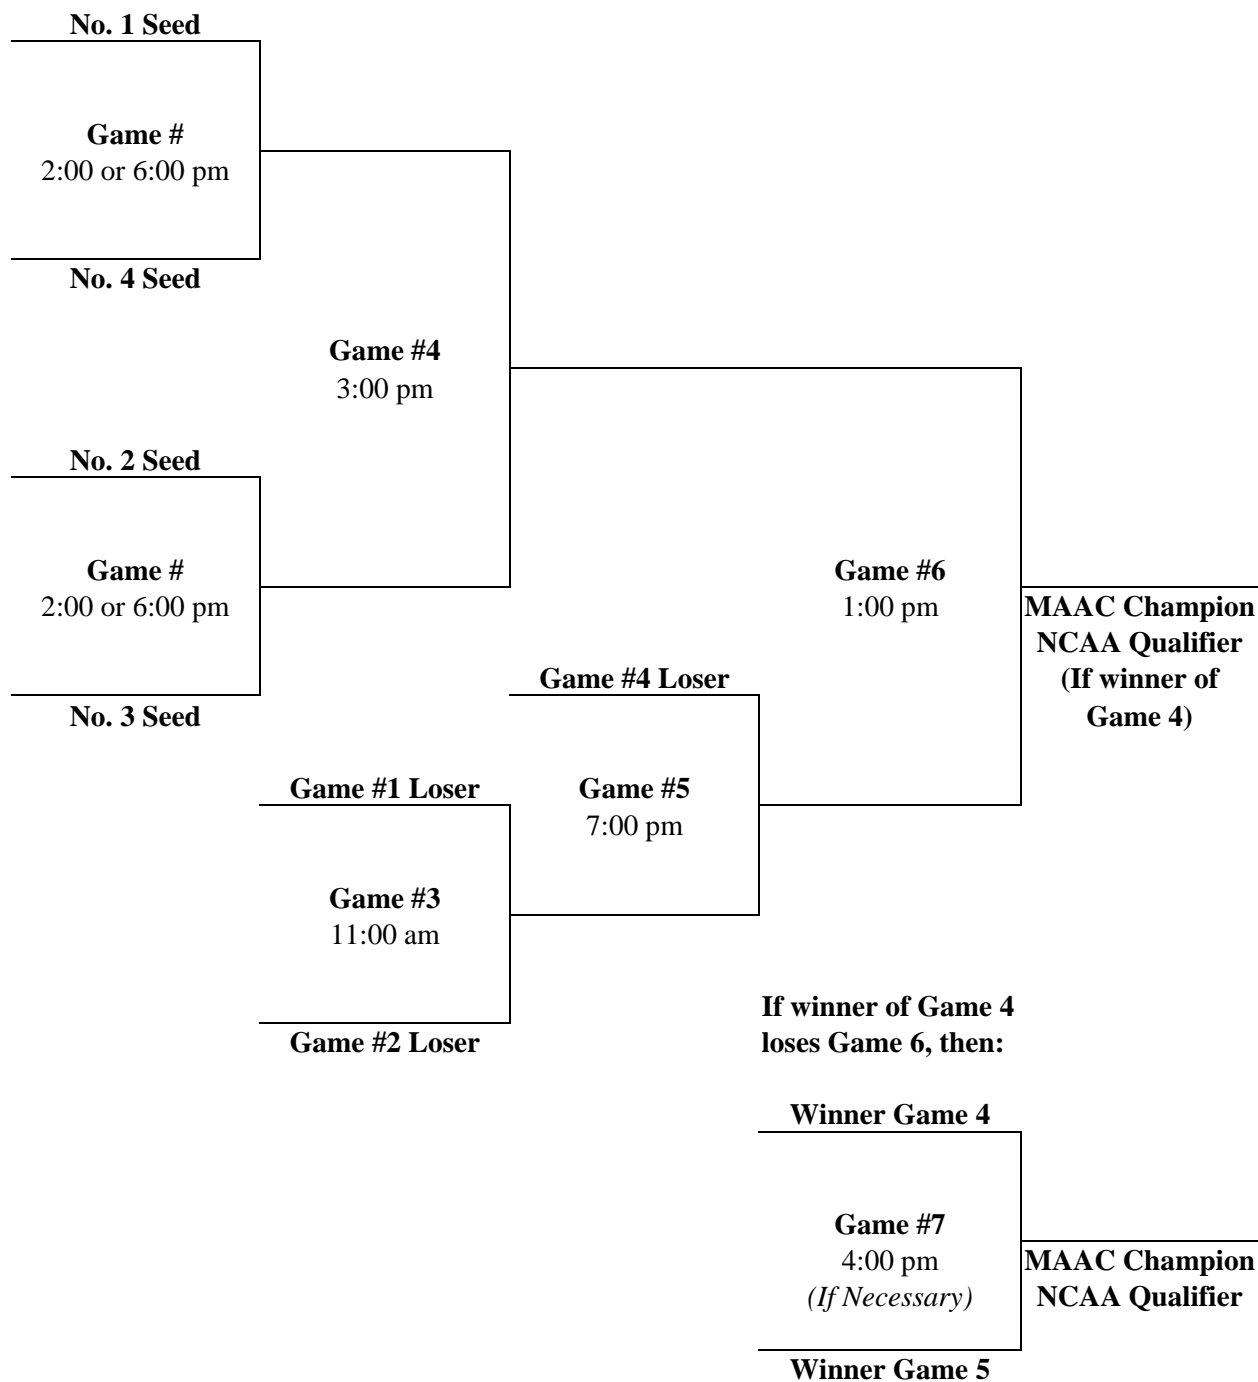 No. 1 Seed
Game #
2:00 or 6:00 pm
No. 4 Seed
Game #4
3:00 pm
No. 2 Seed
Game #
2:00 or 6:00 pm
No. 3 Seed
Game #6
1:00 pm
MAAC Champion
NCAA Qualifier
(If winner of
Game 4)
Game #4 Loser
Game #1 Loser
Game #5
7:00 pm
Game #3
11:00 am
Game #2 Loser
If winner of Game 4
loses Game 6, then:
Winner Game 4
Game #7
4:00 pm
(If Necessary)
MAAC Champion
NCAA Qualifier
Winner Game 5